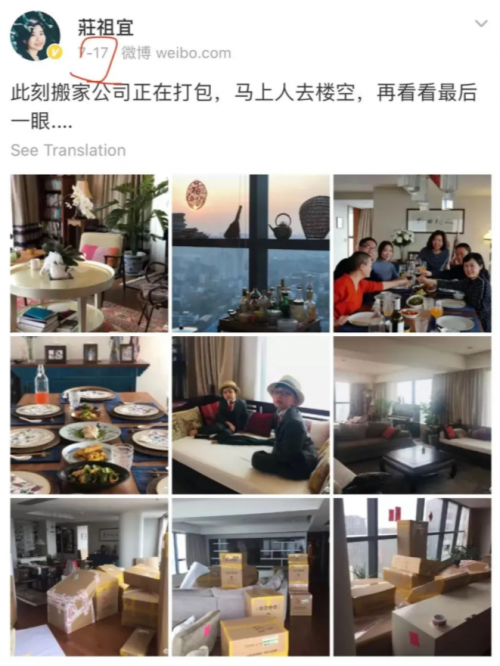 莊祖宜
7-17 微博 weibo.com
此刻搬家公司正在打包，马上人去楼空，再看看最后
一眼....
See Translation